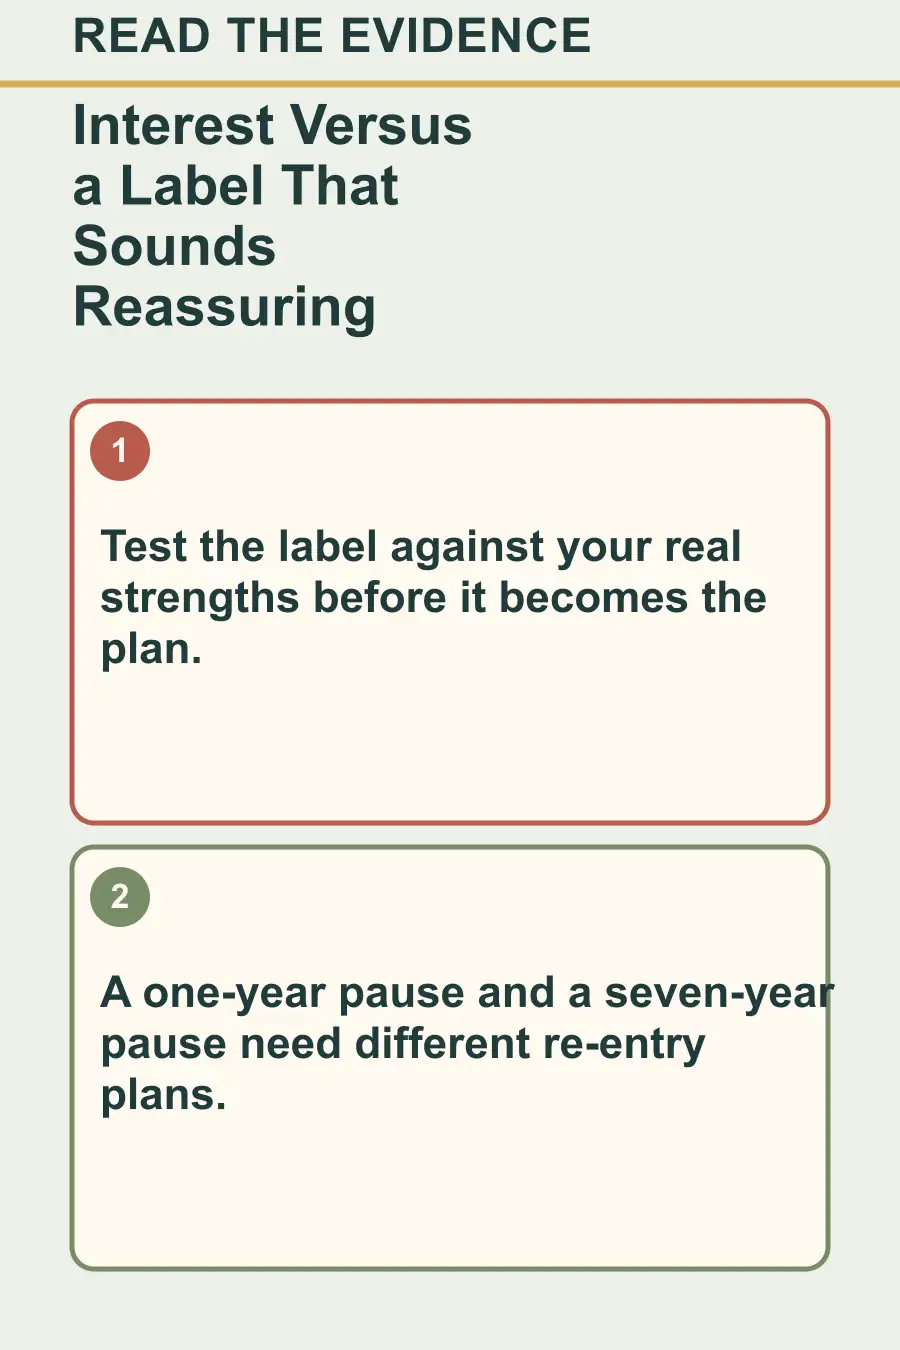 READ THE EVIDENCE
Interest Versus
a Label That
Sounds
Reassuring
1
Test the label against your real
strengths before it becomes the
plan.
2
A one-year pause and a seven-year
pause need different re-entry
plans.